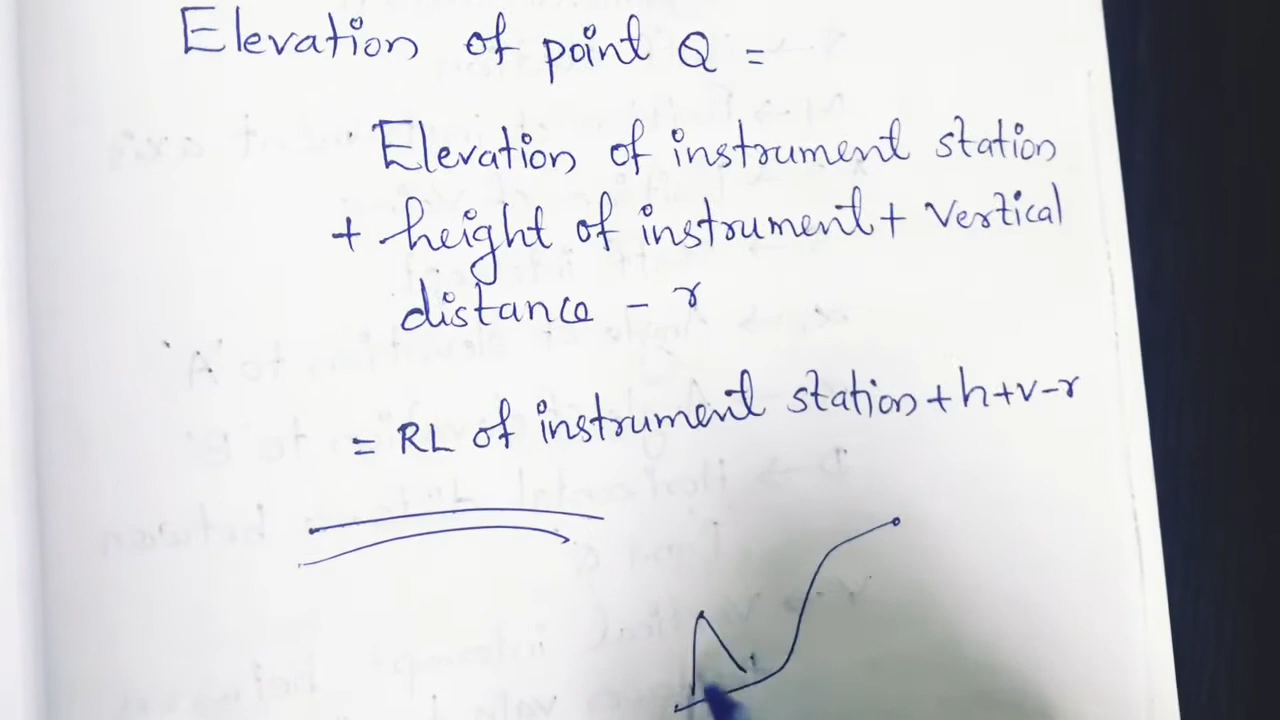 Elevation of point Q =
Elevation of instrument station
+ height of instrument + Vertical
distance - r
= RL of instrument station + h + v - r